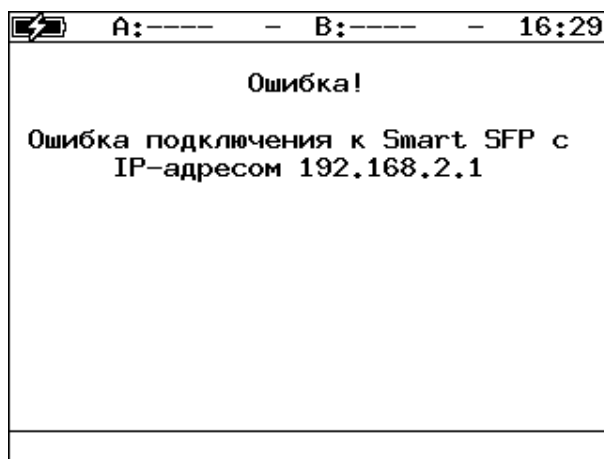 A:---- - B:---- - 16:29
Ошибка!
Ошибка подключения к Smart SFP с
IP-адресом 192.168.2.1